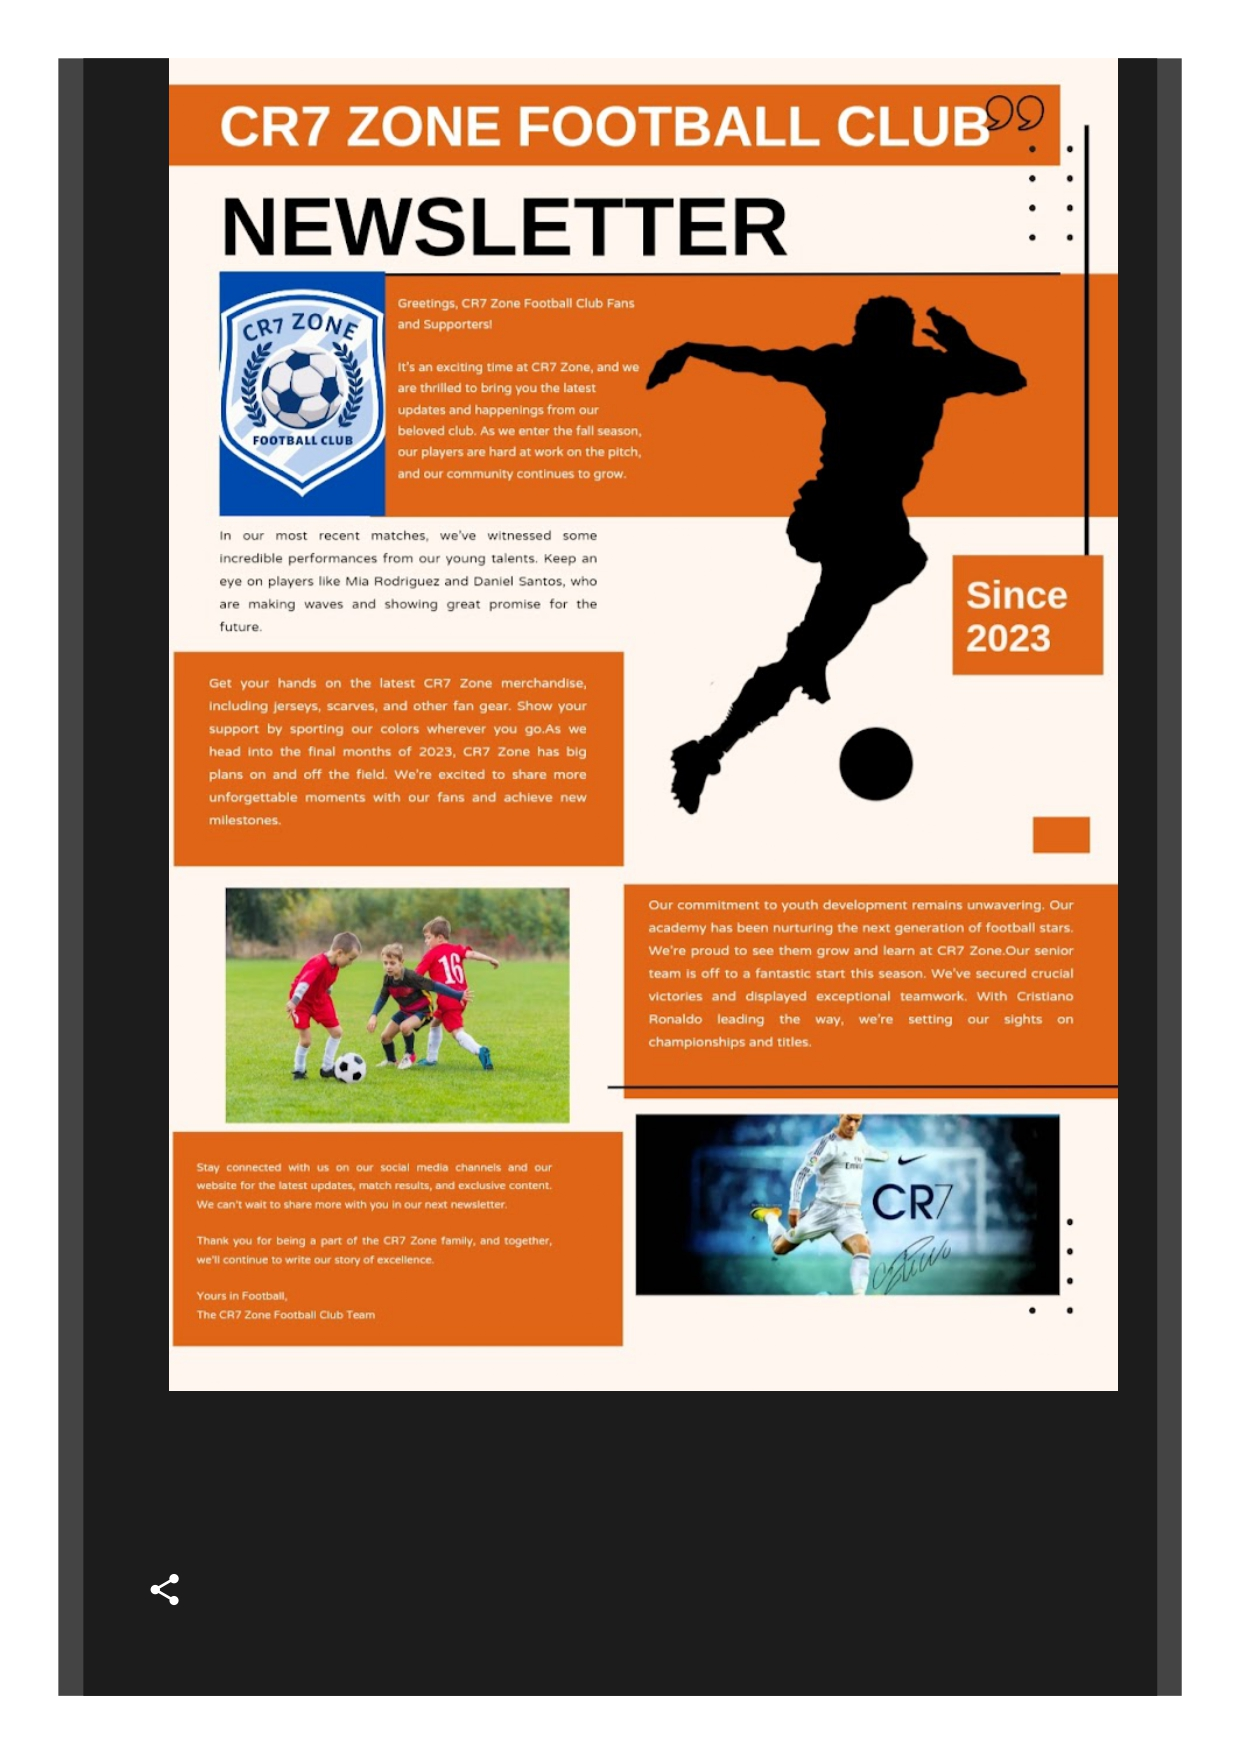 CR7 ZONE FOOTBALL CLUB
NEWSLETTER
CR7 ZONE
FOOTBALL CLUB
Greetings, CR7 Zone Football Club Fans
and Supporters!
It's an exciting time at CR7 Zone, and we
are thrilled to bring you the latest
updates and happenings from our
beloved club. As we enter the fall season,
our players are hard at work on the pitch,
and our community continues to grow.
In our most recent matches, we've witnessed some
incredible performances from our young talents. Keep an
eye on players like Mia Rodriguez and Daniel Santos, who
are making waves and showing great promise for the
future.
Since
2023
Get your hands on the latest CR7 Zone merchandise,
including jerseys, scarves, and other fan gear. Show your
support by sporting our colors wherever you go.As we
head into the final months of 2023, CR7 Zone has big
plans on and off the field. We're excited to share more
unforgettable moments with our fans and achieve new
milestones.
16
Our commitment to youth development remains unwavering. Our
academy has been nurturing the next generation of football stars.
We're proud to see them grow and learn at CR7 Zone.Our senior
team is off to a fantastic start this season. We've secured crucial
victories and displayed exceptional teamwork. With Cristiano
Ronaldo leading the way, we're setting our sights on
championships and titles.
CR7
Stay connected with us on our social media channels and our
website for the latest updates, match results, and exclusive content.
We can't wait to share more with you in our next newsletter.
Thank you for being a part of the CR7 Zone family, and together,
we'll continue to write our story of excellence.
Yours in Football,
The CR7 Zone Football Club Team